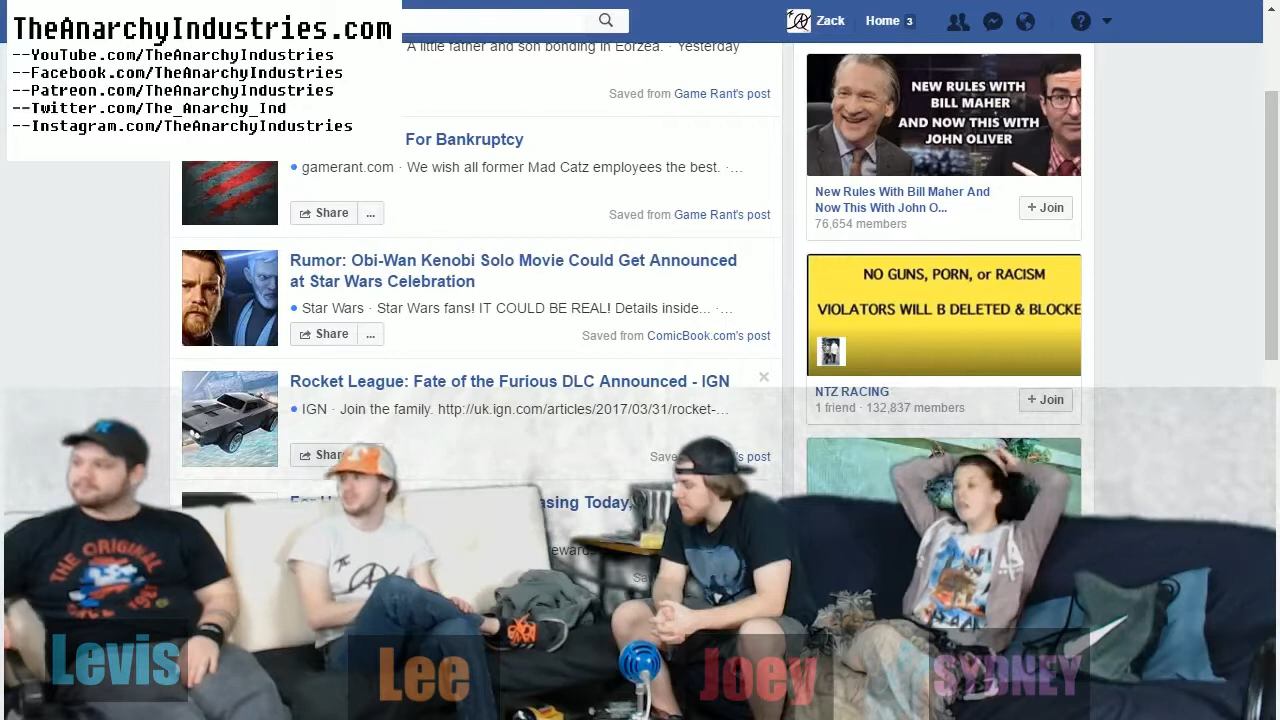 TheAnarchyIndustries.com
--YouTube.com/TheAnarchyIndustries
--Facebook.com/TheAnarchyIndustries
--Patreon.com/TheAnarchyIndustries
--Twitter.com/The_Anarchy_Ind
--Instagram.com/TheAnarchyIndustries
Zack Home 3
A little father and son bonding in Eorzea. · Yesterday
Saved from Game Rant's post
For Bankruptcy
gamerant.com · We wish all former Mad Catz employees the best. ·...
Share ...
Saved from Game Rant's post
Rumor: Obi-Wan Kenobi Solo Movie Could Get Announced
at Star Wars Celebration
Star Wars · Star Wars fans! IT COULD BE REAL! Details inside... ·...
Share ...
Saved from ComicBook.com's post
Rocket League: Fate of the Furious DLC Announced - IGN
IGN · Join the family. http://uk.ign.com/articles/2017/03/31/rocket-...
Share
post
Today,
NEW RULES WITH
BILL MAHER
AND NOW THIS WITH
JOHN OLIVER
New Rules With Bill Maher And
Now This With John O...
+ Join
76,654 members
NO GUNS, PORN, or RACISM
VIOLATORS WILL B DELETED & BLOCKE
NTZ RACING
1 friend · 132,837 members
+ Join
THE ORIGINAL
Levis
Lee
Joey
SYDNEY